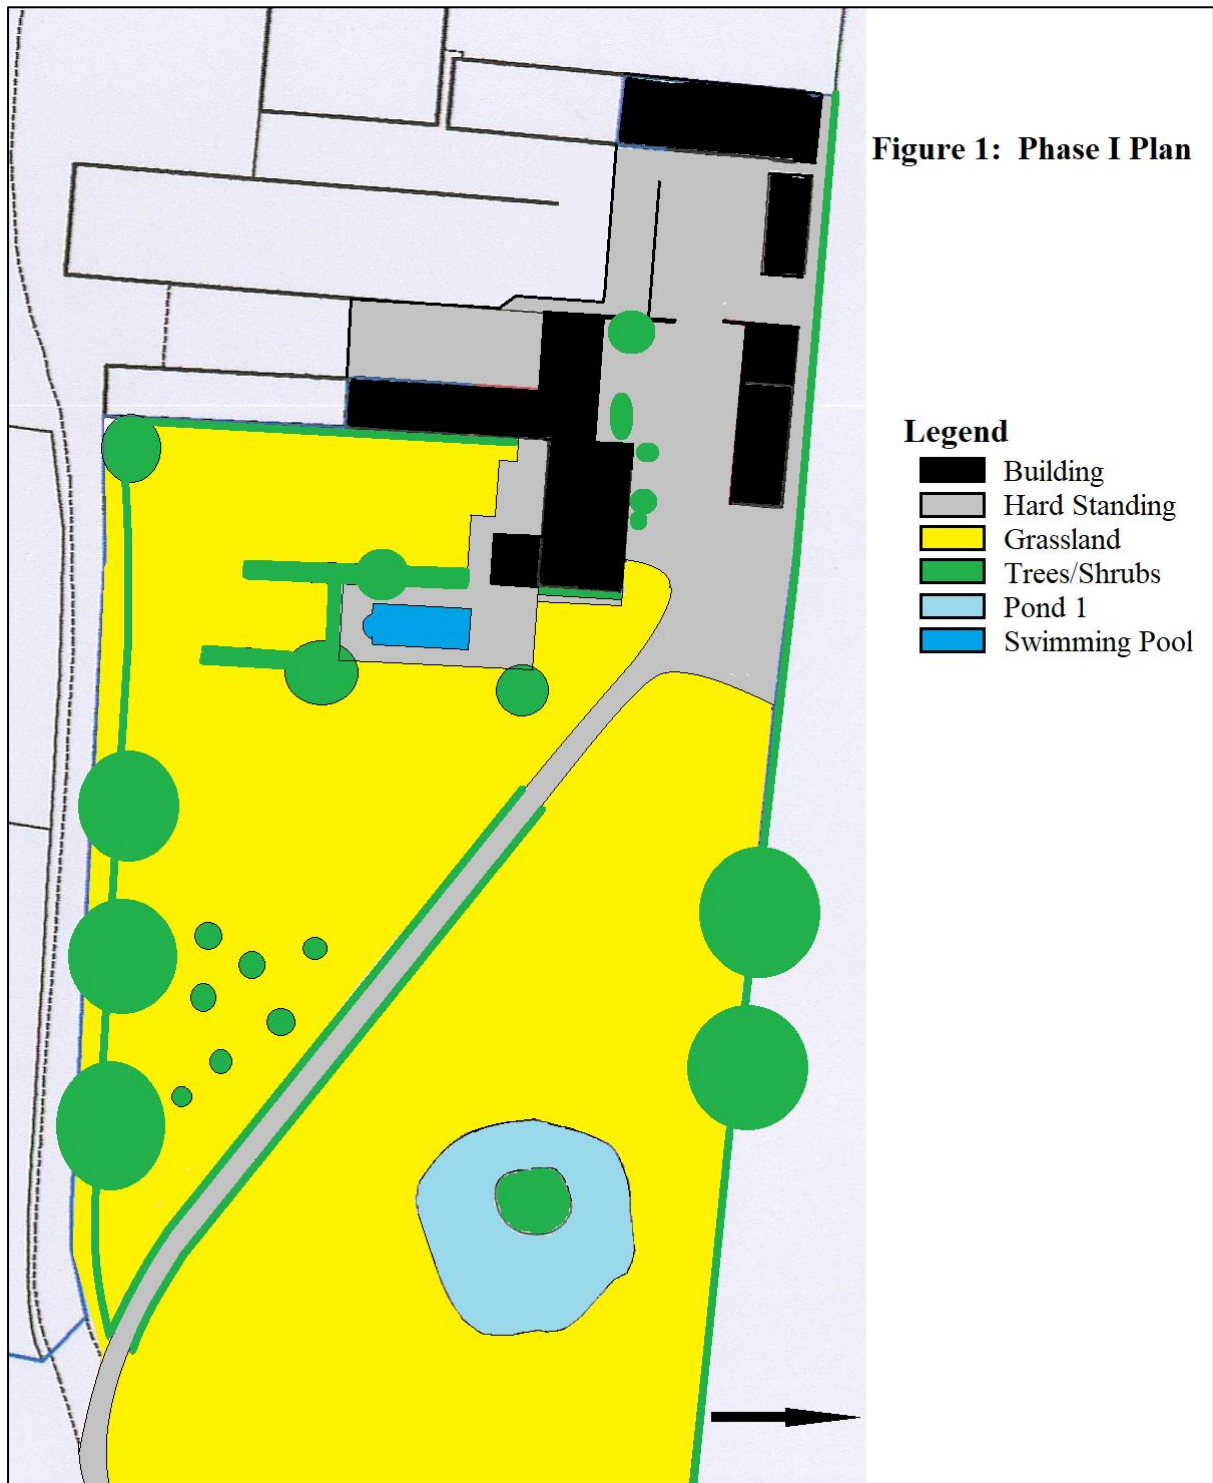 Figure 1: Phase I Plan
Legend
Building
Hard Standing
Grassland
Trees/Shrubs
Pond 1
Swimming Pool